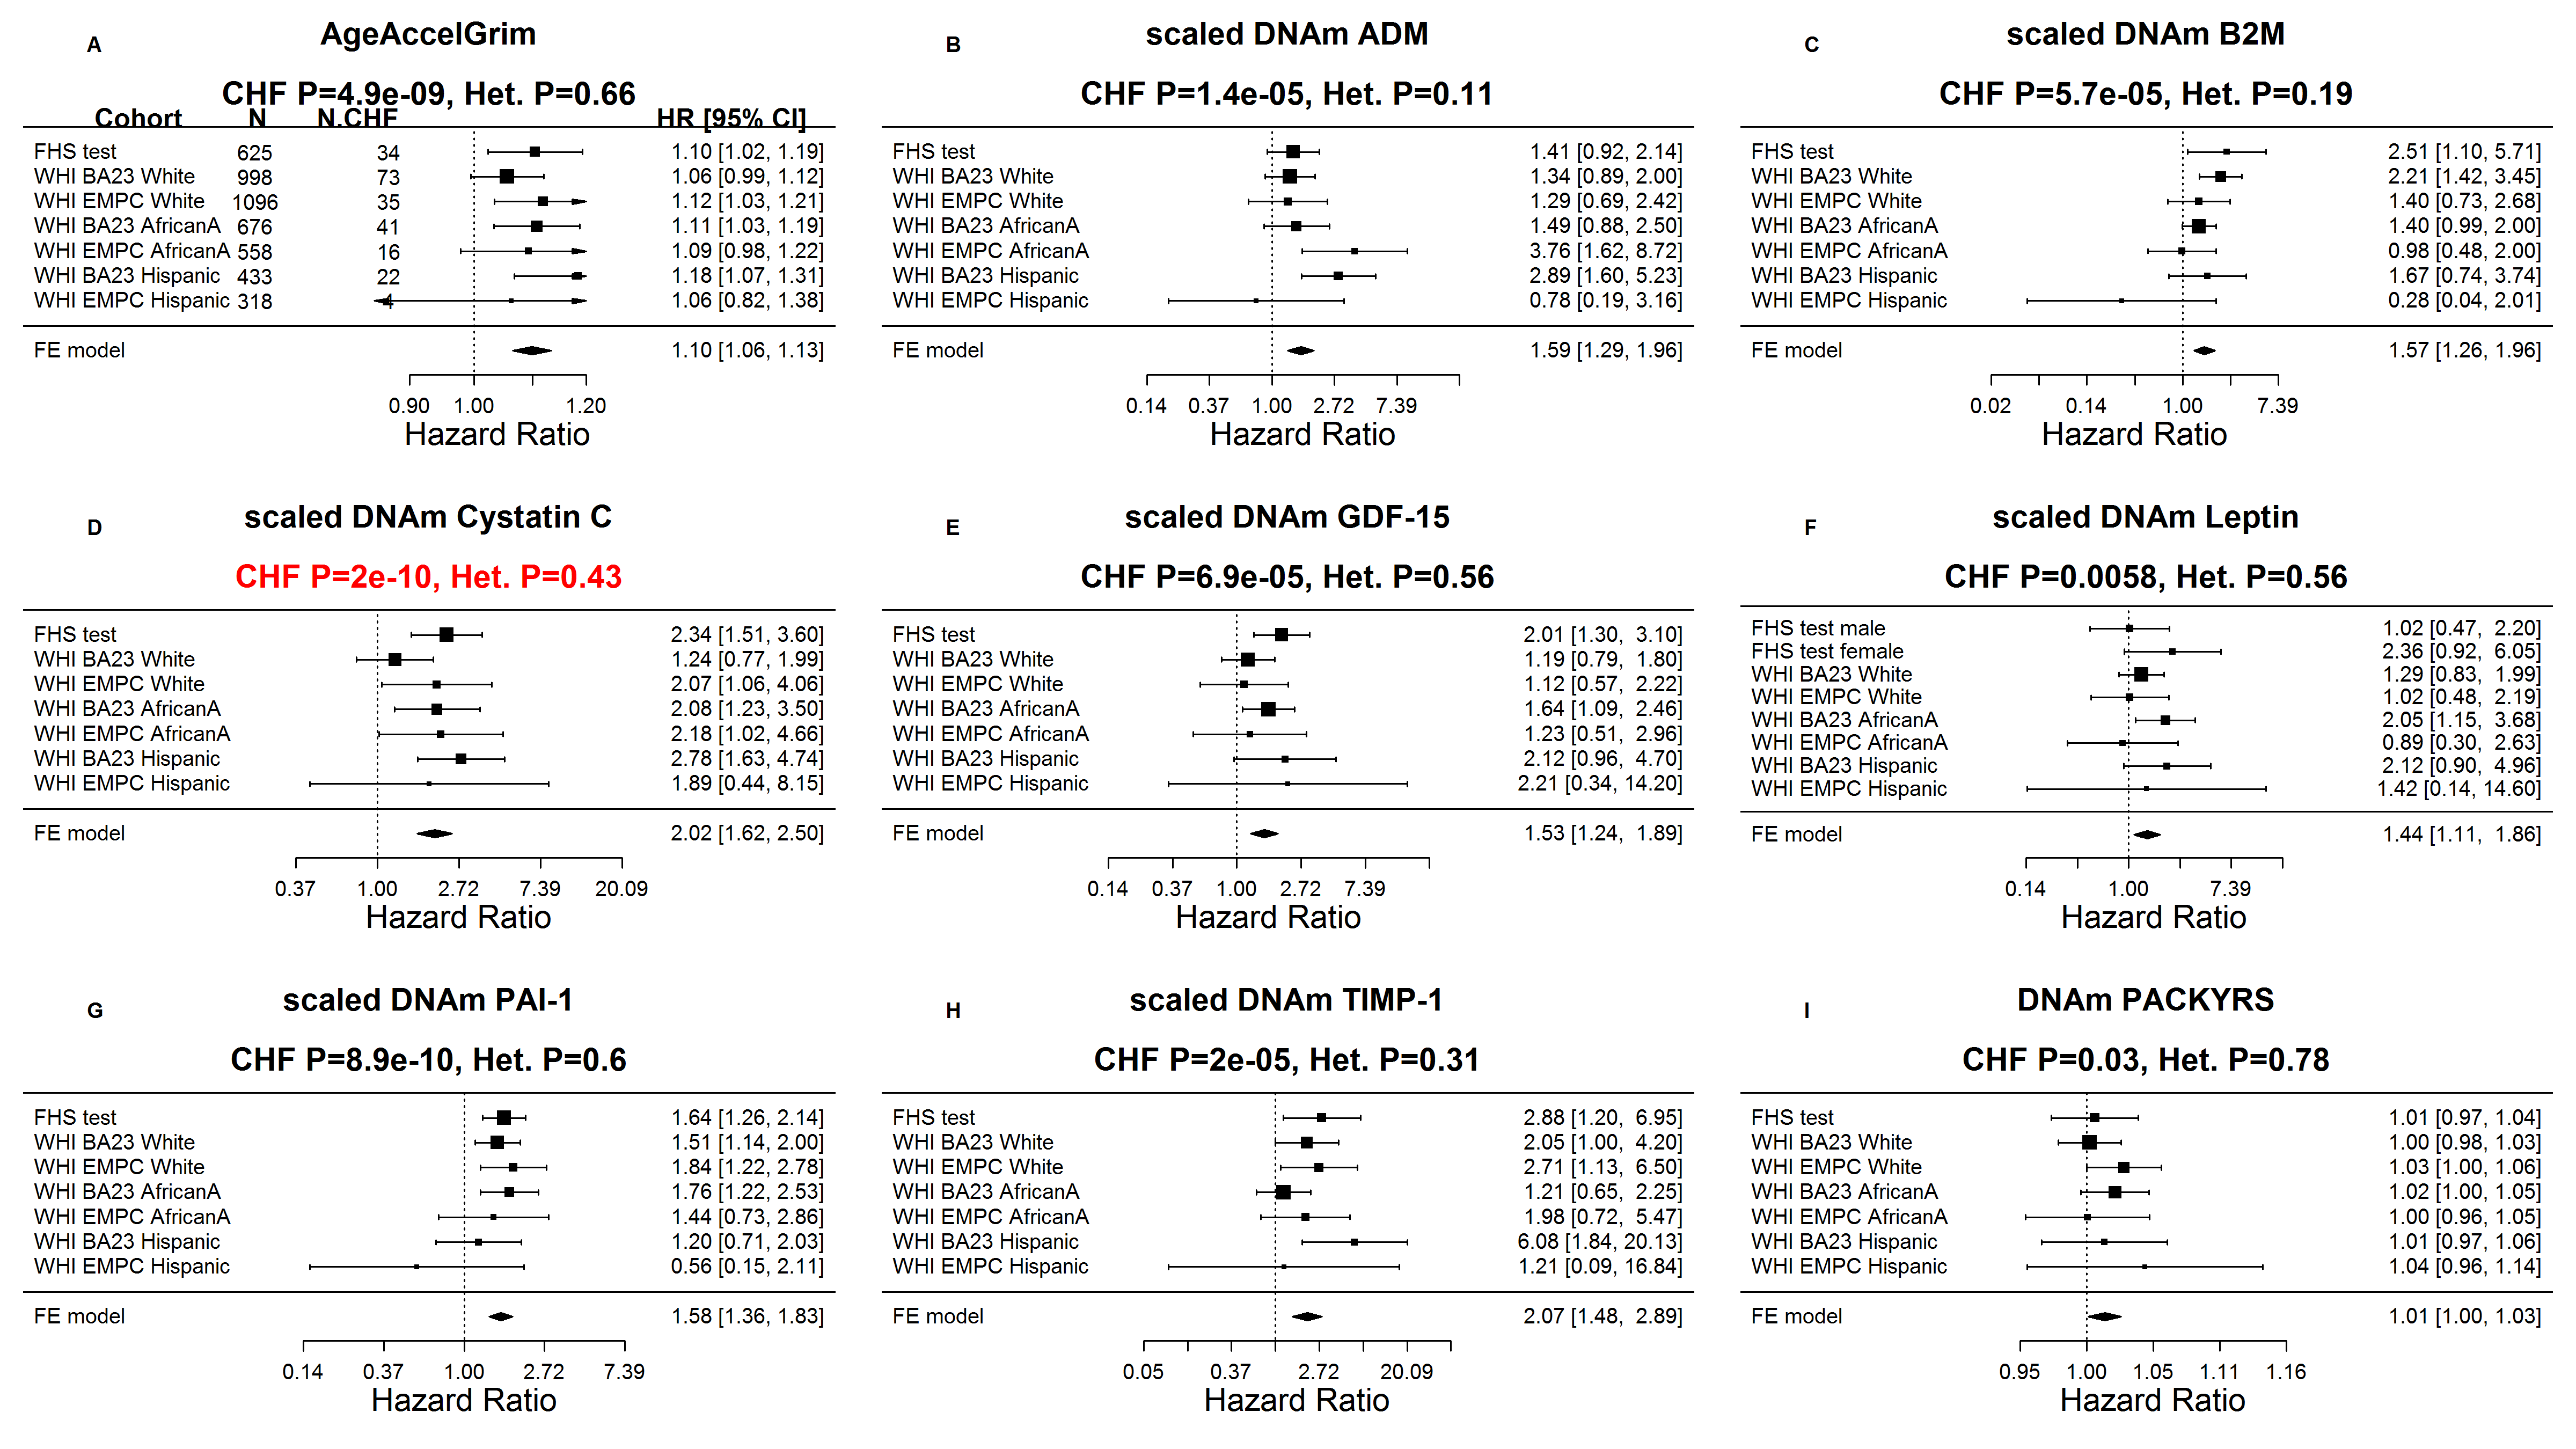 A AgeAccelGrim
CHF P=4.9e-09, Het. P=0.66
Cohort N N.CHF HR [95% CI]
FHS test 625 34 1.10 [1.02, 1.19]
WHI BA23 White 998 73 1.06 [0.99, 1.12]
WHI EMPC White 1096 35 1.12 [1.03, 1.21]
WHI BA23 AfricanA 676 41 1.11 [1.03, 1.19]
WHI EMPC AfricanA 558 16 1.09 [0.98, 1.22]
WHI BA23 Hispanic 433 22 1.18 [1.07, 1.31]
WHI EMPC Hispanic 318 4 1.06 [0.82, 1.38]
FE model 1.10 [1.06, 1.13]
0.90 1.00 1.20
Hazard Ratio
B scaled DNAm ADM
CHF P=1.4e-05, Het. P=0.11
FHS test 1.41 [0.92, 2.14]
WHI BA23 White 1.34 [0.89, 2.00]
WHI EMPC White 1.29 [0.69, 2.42]
WHI BA23 AfricanA 1.49 [0.88, 2.50]
WHI EMPC AfricanA 3.76 [1.62, 8.72]
WHI BA23 Hispanic 2.89 [1.60, 5.23]
WHI EMPC Hispanic 0.78 [0.19, 3.16]
FE model 1.59 [1.29, 1.96]
0.14 0.37 1.00 2.72 7.39
Hazard Ratio
C scaled DNAm B2M
CHF P=5.7e-05, Het. P=0.19
FHS test 2.51 [1.10, 5.71]
WHI BA23 White 2.21 [1.42, 3.45]
WHI EMPC White 1.40 [0.73, 2.68]
WHI BA23 AfricanA 1.40 [0.99, 2.00]
WHI EMPC AfricanA 0.98 [0.48, 2.00]
WHI BA23 Hispanic 1.67 [0.74, 3.74]
WHI EMPC Hispanic 0.28 [0.04, 2.01]
FE model 1.57 [1.26, 1.96]
0.02 0.14 1.00 7.39
Hazard Ratio
D scaled DNAm Cystatin C
CHF P=2e-10, Het. P=0.43
FHS test 2.34 [1.51, 3.60]
WHI BA23 White 1.24 [0.77, 1.99]
WHI EMPC White 2.07 [1.06, 4.06]
WHI BA23 AfricanA 2.08 [1.23, 3.50]
WHI EMPC AfricanA 2.18 [1.02, 4.66]
WHI BA23 Hispanic 2.78 [1.63, 4.74]
WHI EMPC Hispanic 1.89 [0.44, 8.15]
FE model 2.02 [1.62, 2.50]
0.37 1.00 2.72 7.39 20.09
Hazard Ratio
E scaled DNAm GDF-15
CHF P=6.9e-05, Het. P=0.56
FHS test 2.01 [1.30, 3.10]
WHI BA23 White 1.19 [0.79, 1.80]
WHI EMPC White 1.12 [0.57, 2.22]
WHI BA23 AfricanA 1.64 [1.09, 2.46]
WHI EMPC AfricanA 1.23 [0.51, 2.96]
WHI BA23 Hispanic 2.12 [0.96, 4.70]
WHI EMPC Hispanic 2.21 [0.34, 14.20]
FE model 1.53 [1.24, 1.89]
0.14 0.37 1.00 2.72 7.39
Hazard Ratio
F scaled DNAm Leptin
CHF P=0.0058, Het. P=0.56
FHS test male 1.02 [0.47, 2.20]
FHS test female 2.36 [0.92, 6.05]
WHI BA23 White 1.29 [0.83, 1.99]
WHI EMPC White 1.02 [0.48, 2.19]
WHI BA23 AfricanA 2.05 [1.15, 3.68]
WHI EMPC AfricanA 0.89 [0.30, 2.63]
WHI BA23 Hispanic 2.12 [0.90, 4.96]
WHI EMPC Hispanic 1.42 [0.14, 14.60]
FE model 1.44 [1.11, 1.86]
0.14 1.00 7.39
Hazard Ratio
G scaled DNAm PAI-1
CHF P=8.9e-10, Het. P=0.6
FHS test 1.64 [1.26, 2.14]
WHI BA23 White 1.51 [1.14, 2.00]
WHI EMPC White 1.84 [1.22, 2.78]
WHI BA23 AfricanA 1.76 [1.22, 2.53]
WHI EMPC AfricanA 1.44 [0.73, 2.86]
WHI BA23 Hispanic 1.20 [0.71, 2.03]
WHI EMPC Hispanic 0.56 [0.15, 2.11]
FE model 1.58 [1.36, 1.83]
0.14 0.37 1.00 2.72 7.39
Hazard Ratio
H scaled DNAm TIMP-1
CHF P=2e-05, Het. P=0.31
FHS test 2.88 [1.20, 6.95]
WHI BA23 White 2.05 [1.00, 4.20]
WHI EMPC White 2.71 [1.13, 6.50]
WHI BA23 AfricanA 1.21 [0.65, 2.25]
WHI EMPC AfricanA 1.98 [0.72, 5.47]
WHI BA23 Hispanic 6.08 [1.84, 20.13]
WHI EMPC Hispanic 1.21 [0.09, 16.84]
FE model 2.07 [1.48, 2.89]
0.05 0.37 2.72 20.09
Hazard Ratio
I DNAm PACKYRS
CHF P=0.03, Het. P=0.78
FHS test 1.01 [0.97, 1.04]
WHI BA23 White 1.00 [0.98, 1.03]
WHI EMPC White 1.03 [1.00, 1.06]
WHI BA23 AfricanA 1.02 [1.00, 1.05]
WHI EMPC AfricanA 1.00 [0.96, 1.05]
WHI BA23 Hispanic 1.01 [0.97, 1.06]
WHI EMPC Hispanic 1.04 [0.96, 1.14]
FE model 1.01 [1.00, 1.03]
0.95 1.00 1.05 1.11 1.16
Hazard Ratio